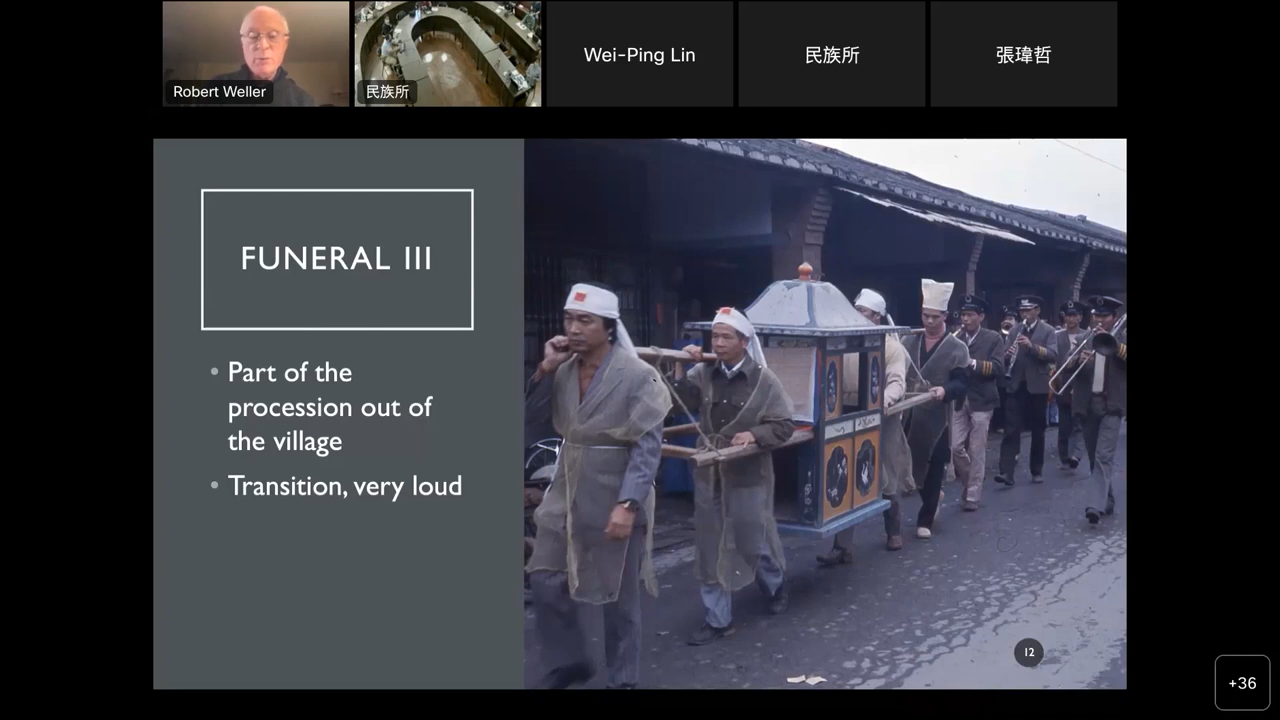 Robert Weller
民族所
Wei-Ping Lin
民族所
張瑋哲
FUNERAL III
• Part of the
procession out of
the village
• Transition, very loud
12
+36